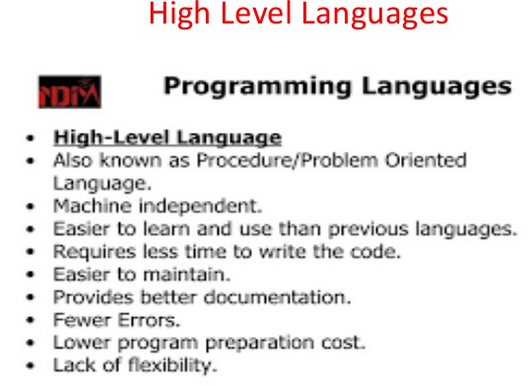 High Level Languages
Programming Languages
• High-Level Language
• Also known as Procedure/Problem Oriented
Language.
• Machine independent.
• Easier to learn and use than previous languages.
• Requires less time to write the code.
• Easier to maintain.
• Provides better documentation.
• Fewer Errors.
• Lower program preparation cost.
• Lack of flexibility.